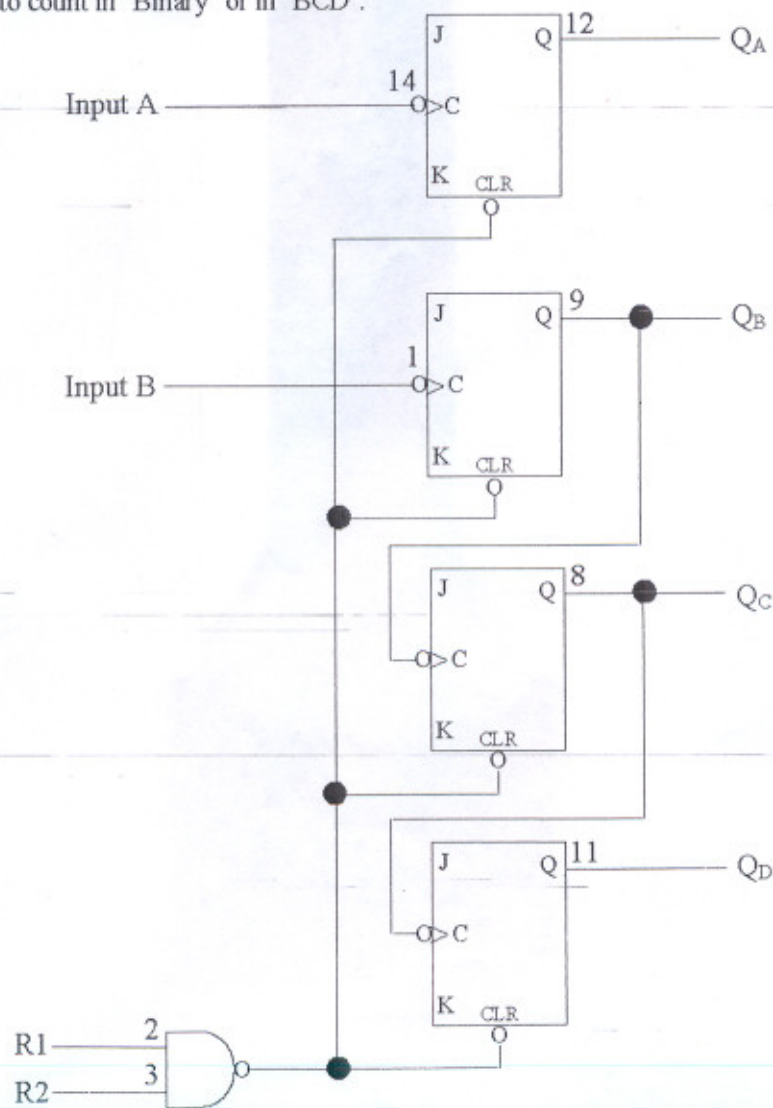 to count in "Binary" or in "BCD".
J Q 12 QA
14
Input A C
K CLR
J Q 9 QB
1
Input B C
K CLR
J Q 8 QC
C
K CLR
J Q 11 QD
C
K CLR
R1 2
R2 3